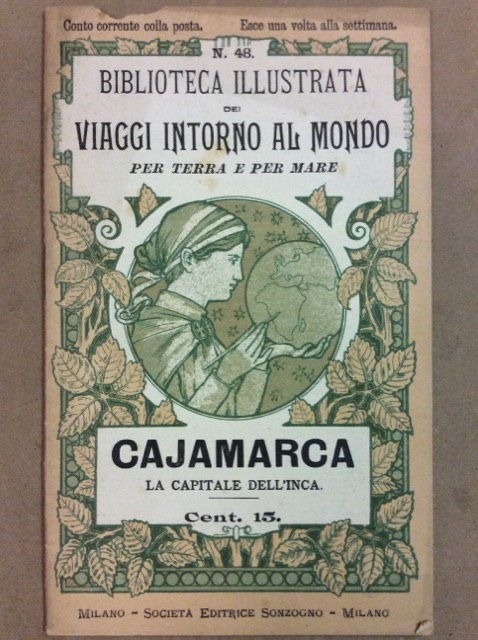 Conto corrente colla posta. Esce una volta alla settimana.
N. 48.
BIBLIOTECA ILLUSTRATA
DEI
VIAGGI INTORNO AL MONDO
PER TERRA E PER MARE
CAJAMARCA
LA CAPITALE DELL'INCA.
Cent. 15.
MILANO - SOCIETÀ EDITRICE SONZOGNO - MILANO